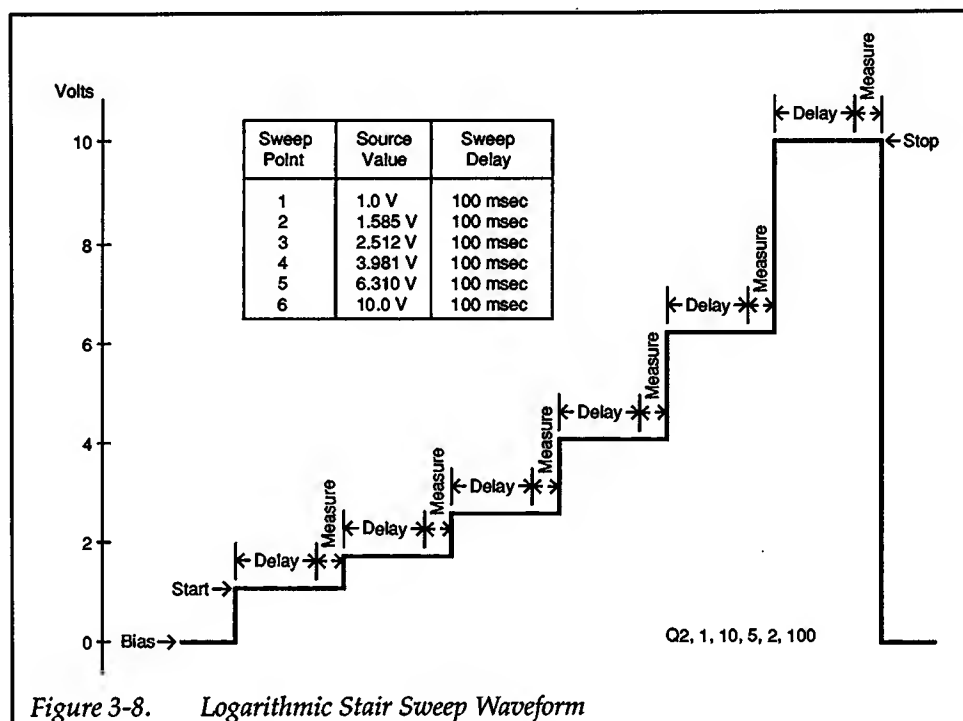 Volts
10
8
6
4
2
0
Sweep Point Source Value Sweep Delay
1 1.0 V 100 msec
2 1.585 V 100 msec
3 2.512 V 100 msec
4 3.981 V 100 msec
5 6.310 V 100 msec
6 10.0 V 100 msec
Bias
Start
Delay
Measure
Delay
Measure
Delay
Measure
Delay
Measure
Delay
Measure
Delay
Measure
Stop
Q2, 1, 10, 5, 2, 100
Figure 3-8. Logarithmic Stair Sweep Waveform